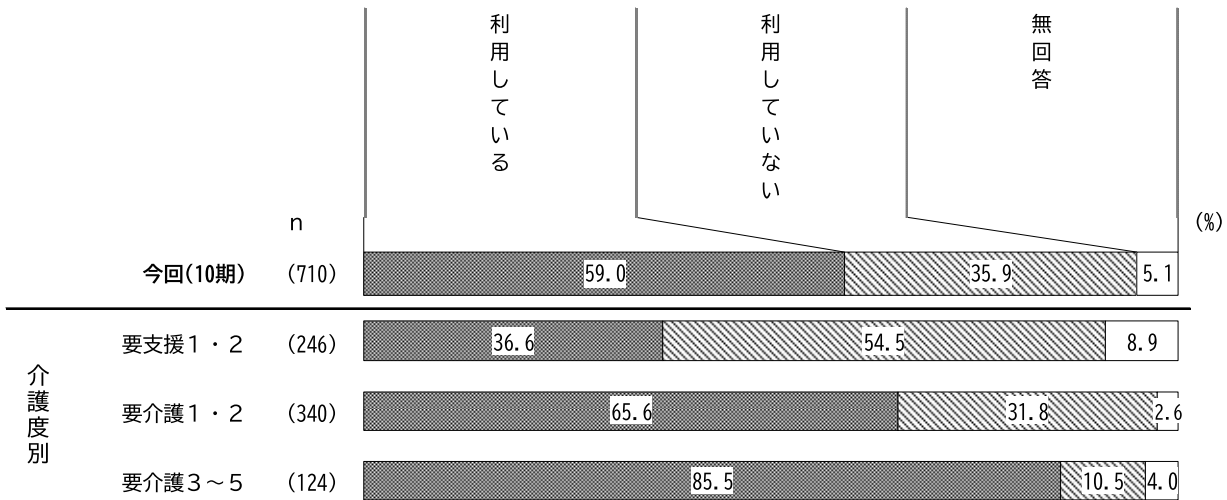 利用している
利用していない
無回答
n
(%)
今回(10期) (710) 59.0 35.9 5.1
介護度別
要支援1・2 (246) 36.6 54.5 8.9
要介護1・2 (340) 65.6 31.8 2.6
要介護3～5 (124) 85.5 10.5 4.0